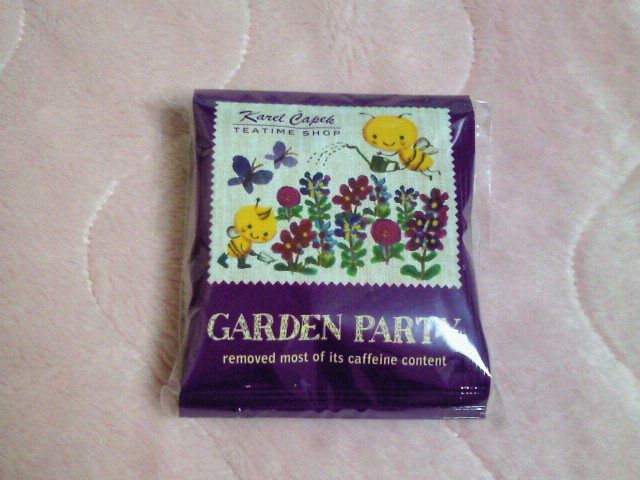 Karel Čapek
TEATIME SHOP
GARDEN PARTY
removed most of its caffeine content